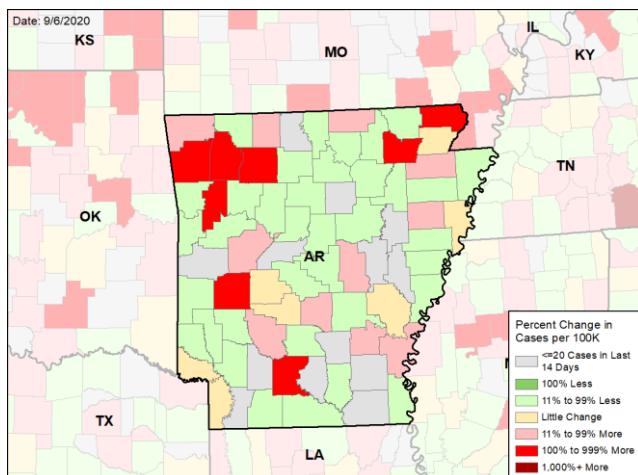 Date: 9/6/2020
KS
MO
IL
KY
OK
AR
TN
TX
LA
Percent Change in
Cases per 100K
<=20 Cases in Last
14 Days
100% Less
11% to 99% Less
Little Change
11% to 99% More
100% to 999% More
1,000%+ More